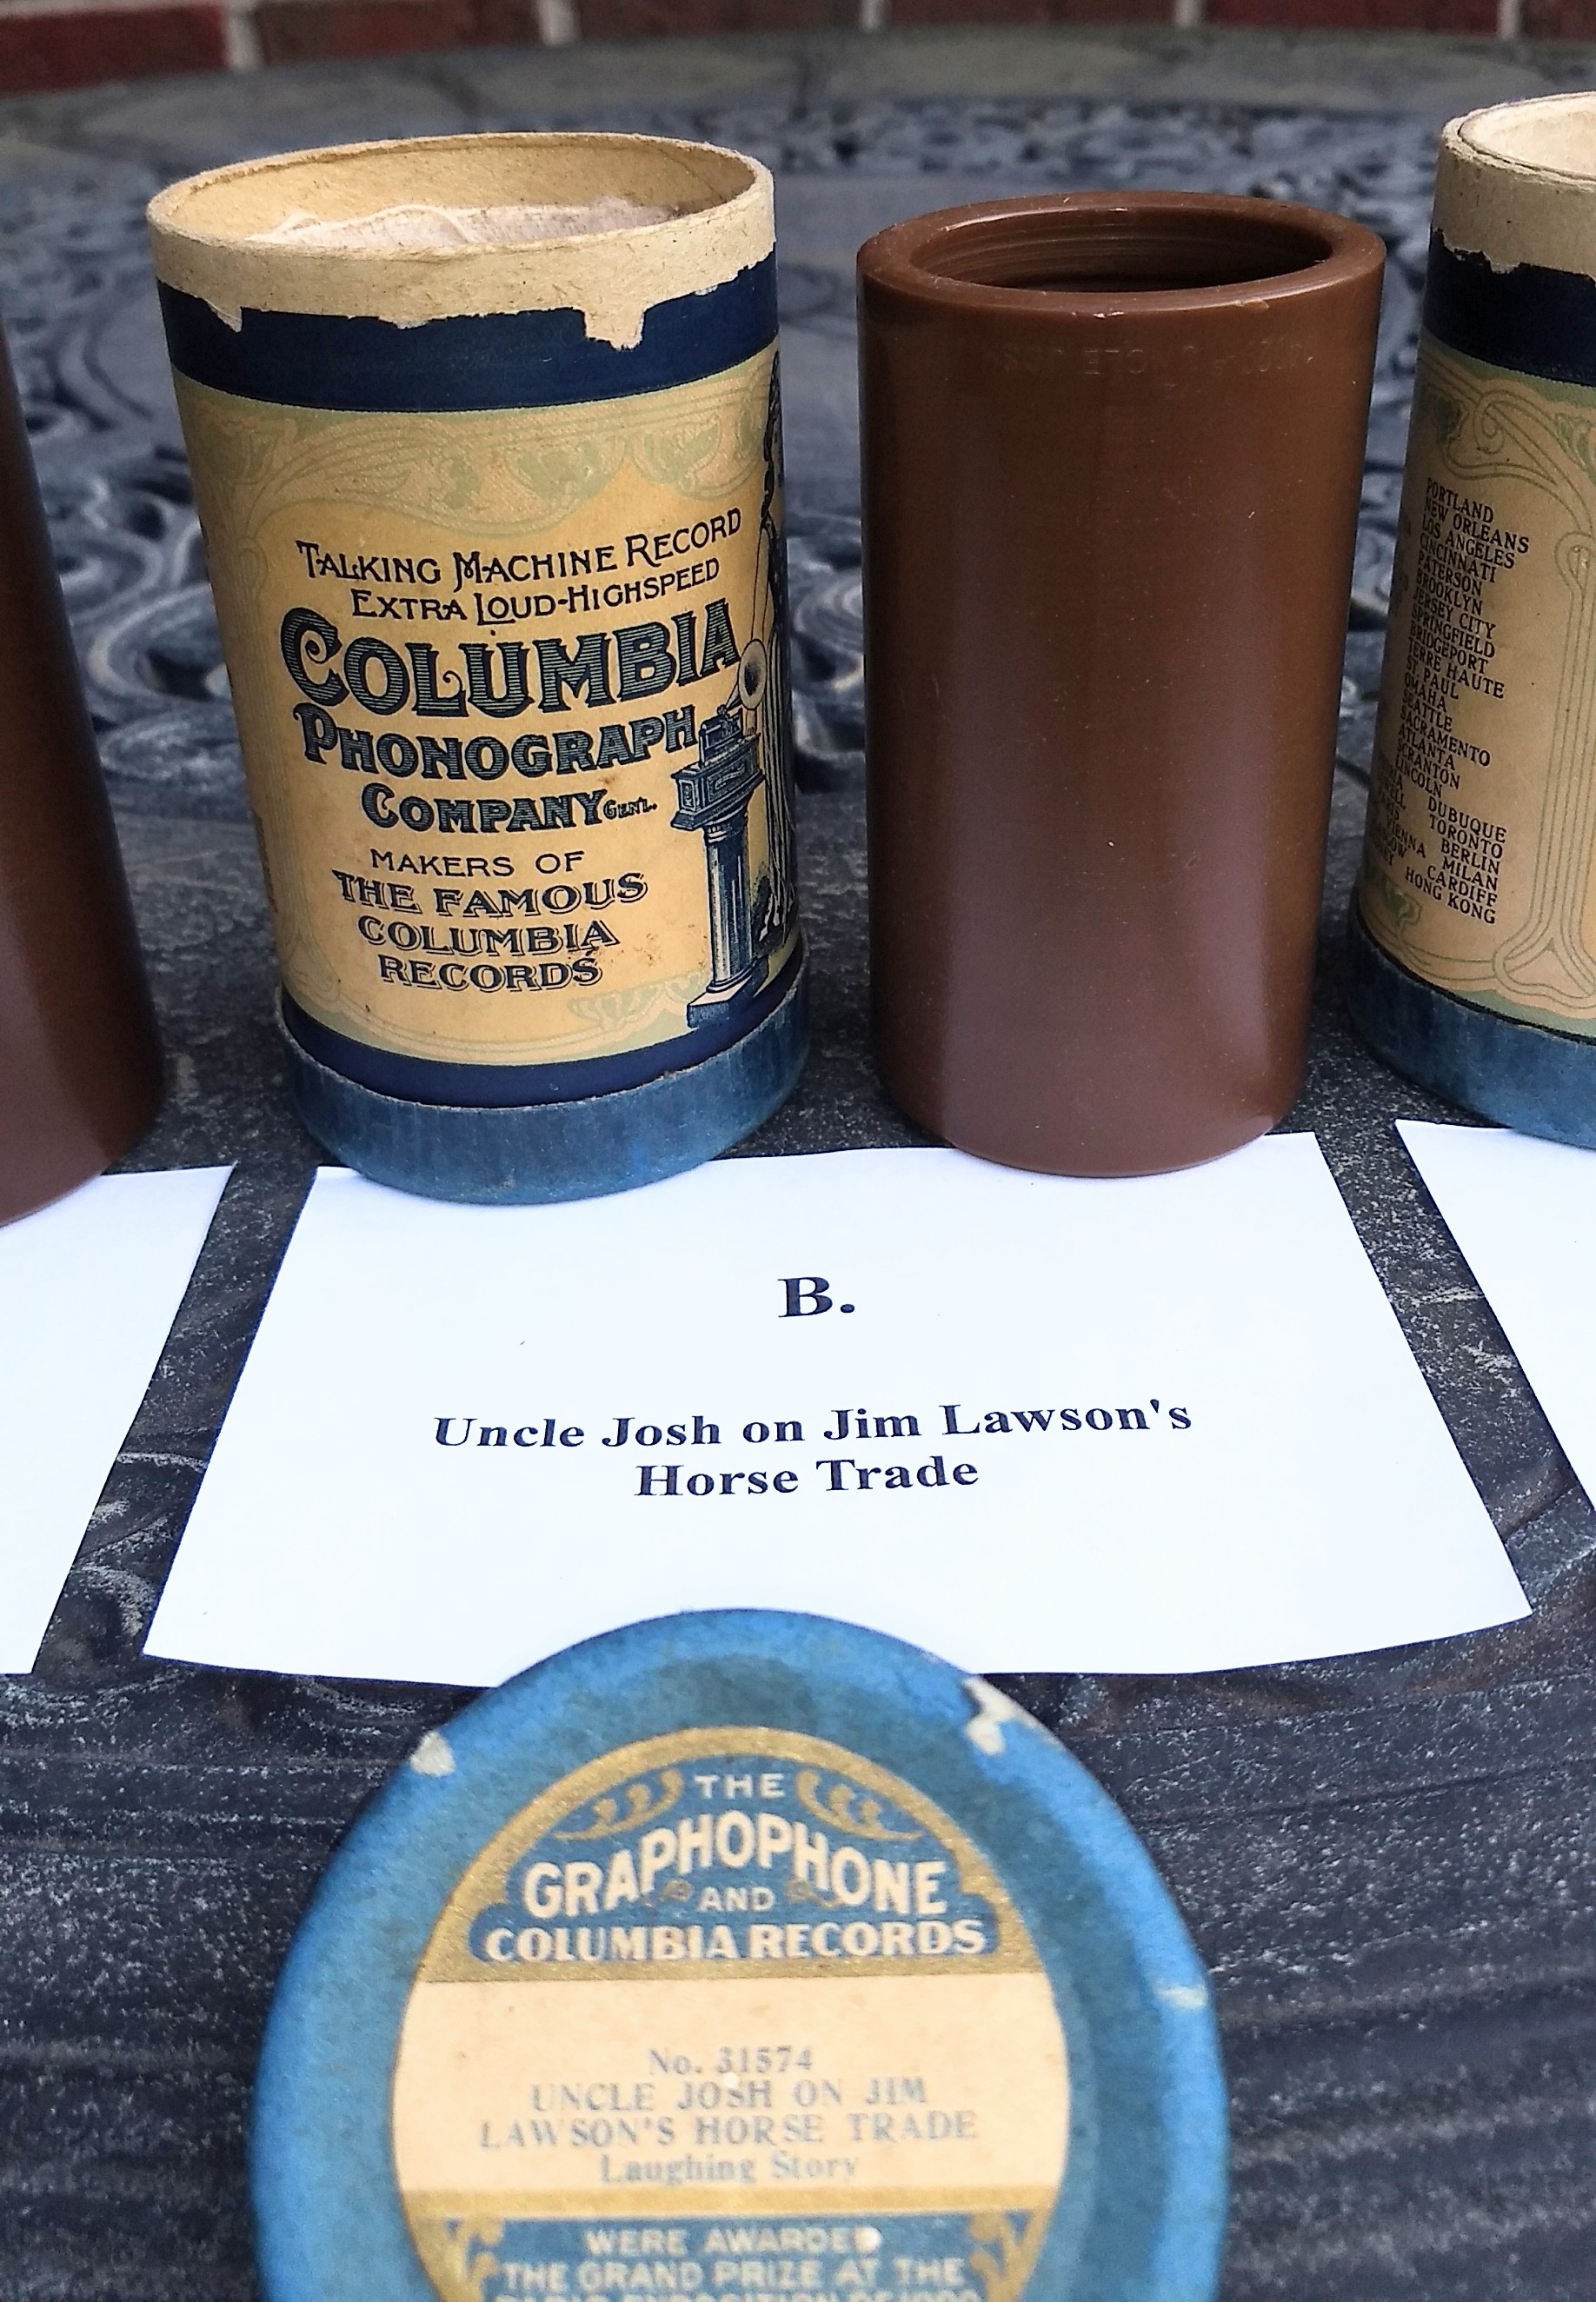 TALKING MACHINE RECORD
EXTRA LOUD-HIGHSPEED
COLUMBIA
PHONOGRAPH
COMPANY GEN'L.
MAKERS OF
THE FAMOUS
COLUMBIA
RECORDS
PORTLAND
NEW ORLEANS
LOS ANGELES
CINCINNATI
PATERSON
BROOKLYN
JERSEY CITY
SPRINGFIELD
BRIDGEPORT
TERRE HAUTE
ST. PAUL
OMAHA
SEATTLE
SACRAMENTO
ATLANTA
SCRANTON
LINCOLN
DUBUQUE
TORONTO
VIENNA BERLIN
MILAN
CARDIFF
HONG KONG
B.
Uncle Josh on Jim Lawson's
Horse Trade
THE
GRAPHOPHONE
AND
COLUMBIA RECORDS
No. 31574
UNCLE JOSH ON JIM
LAWSON'S HORSE TRADE
Laughing Story
WERE AWARDED
THE GRAND PRIZE AT THE